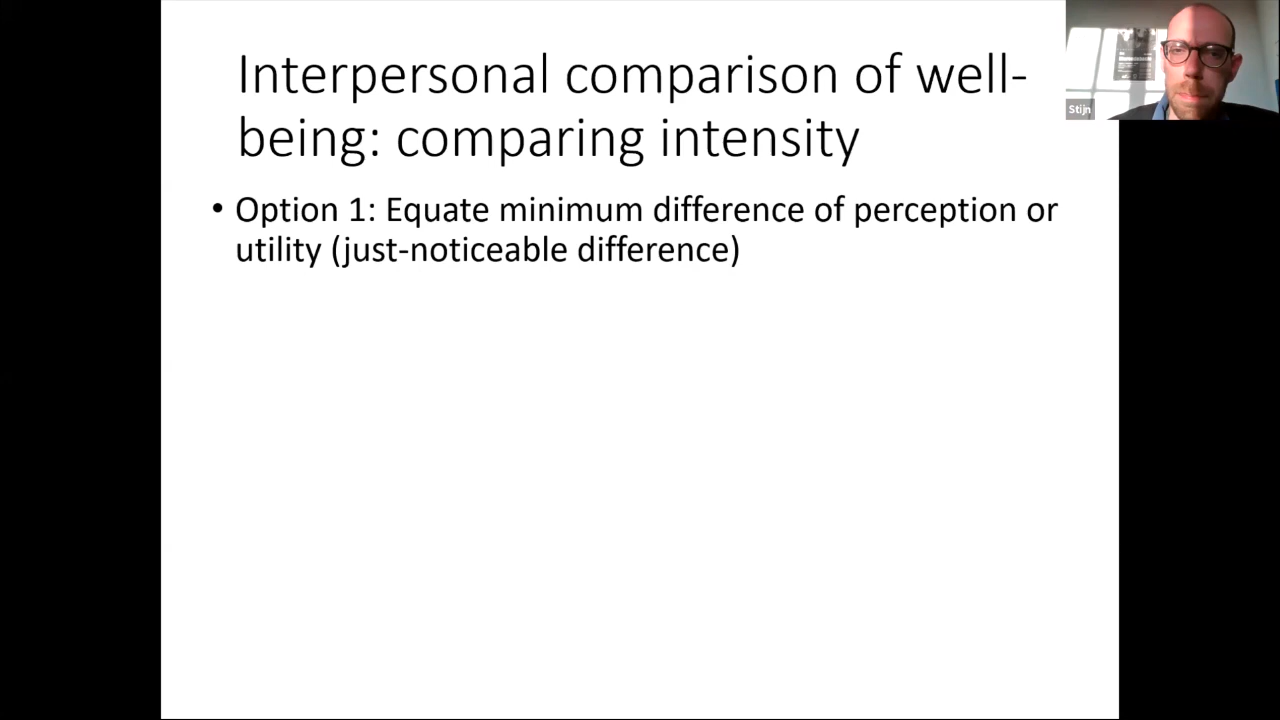 Interpersonal comparison of well-
being: comparing intensity
• Option 1: Equate minimum difference of perception or
utility (just-noticeable difference)
Stijn